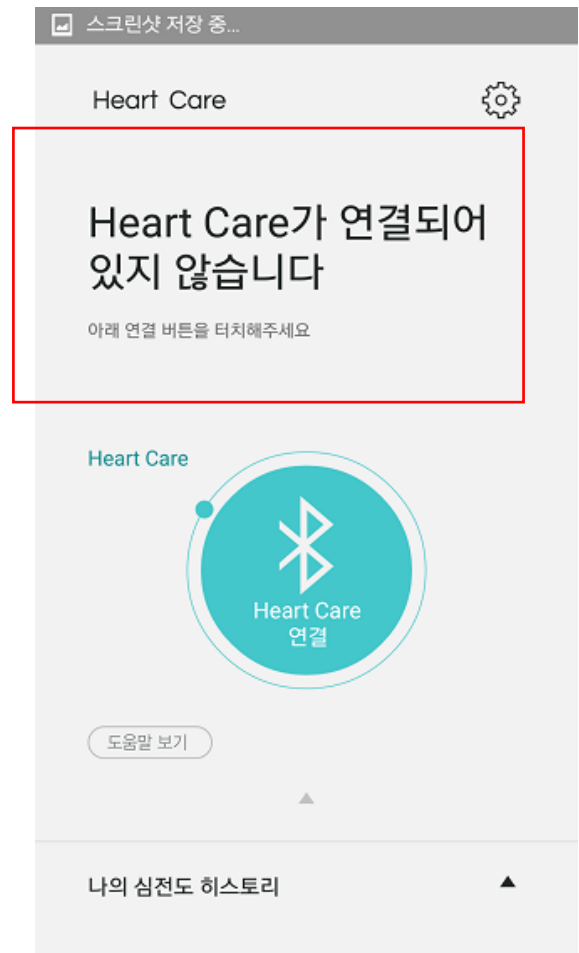 스크린샷 저장 중...
Heart Care
Heart Care가 연결되어
있지 않습니다
아래 연결 버튼을 터치해주세요
Heart Care
Heart Care
연결
도움말 보기
나의 심전도 히스토리